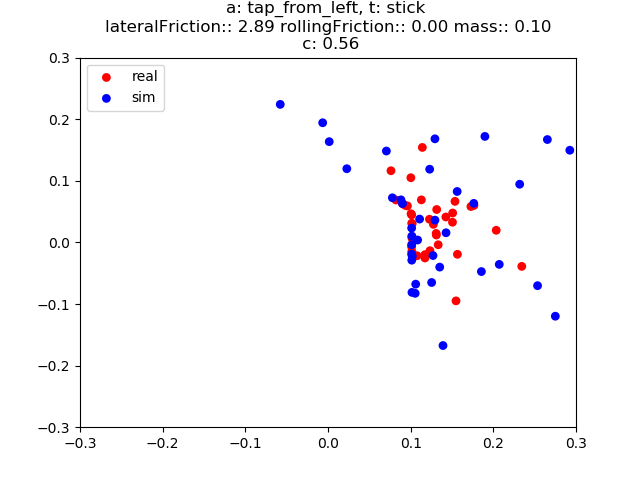 a: tap_from_left, t: stick
lateralFriction:: 2.89 rollingFriction:: 0.00 mass:: 0.10
c: 0.56
real
sim
0.3
0.2
0.1
0.0
−0.1
−0.2
−0.3
−0.3
−0.2
−0.1
0.0
0.1
0.2
0.3